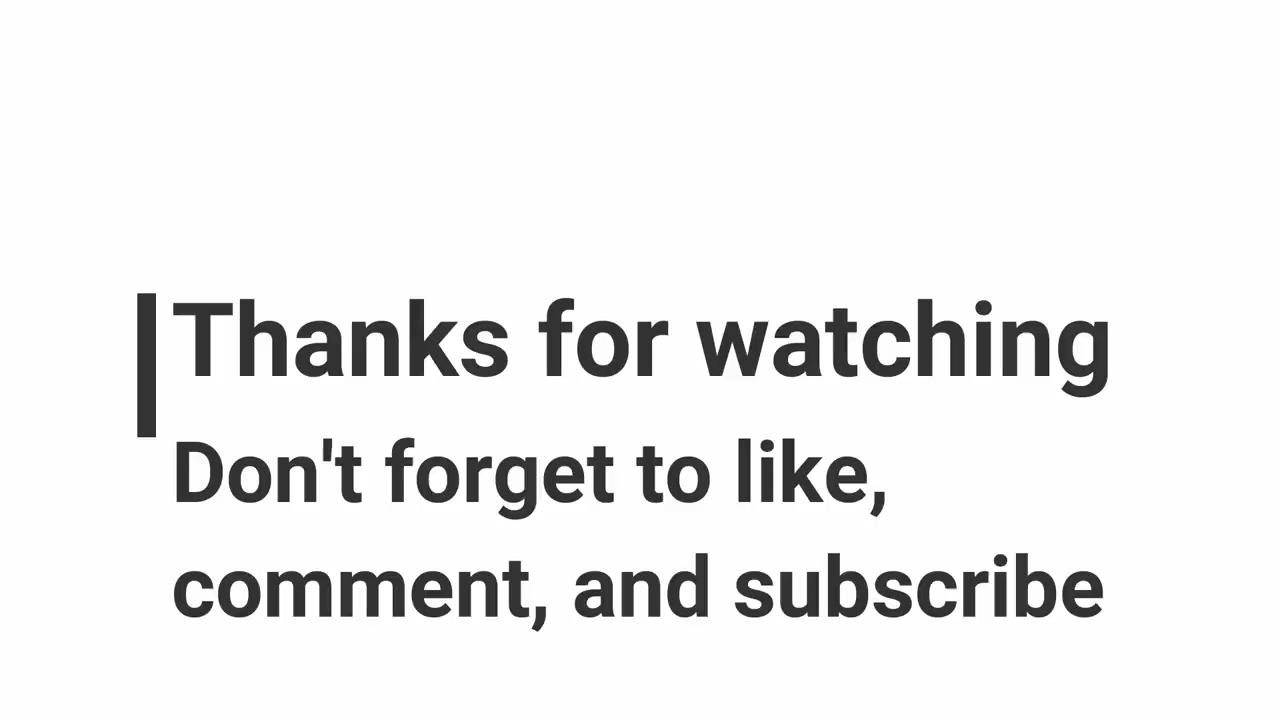 Thanks for watching
Don't forget to like,
comment, and subscribe